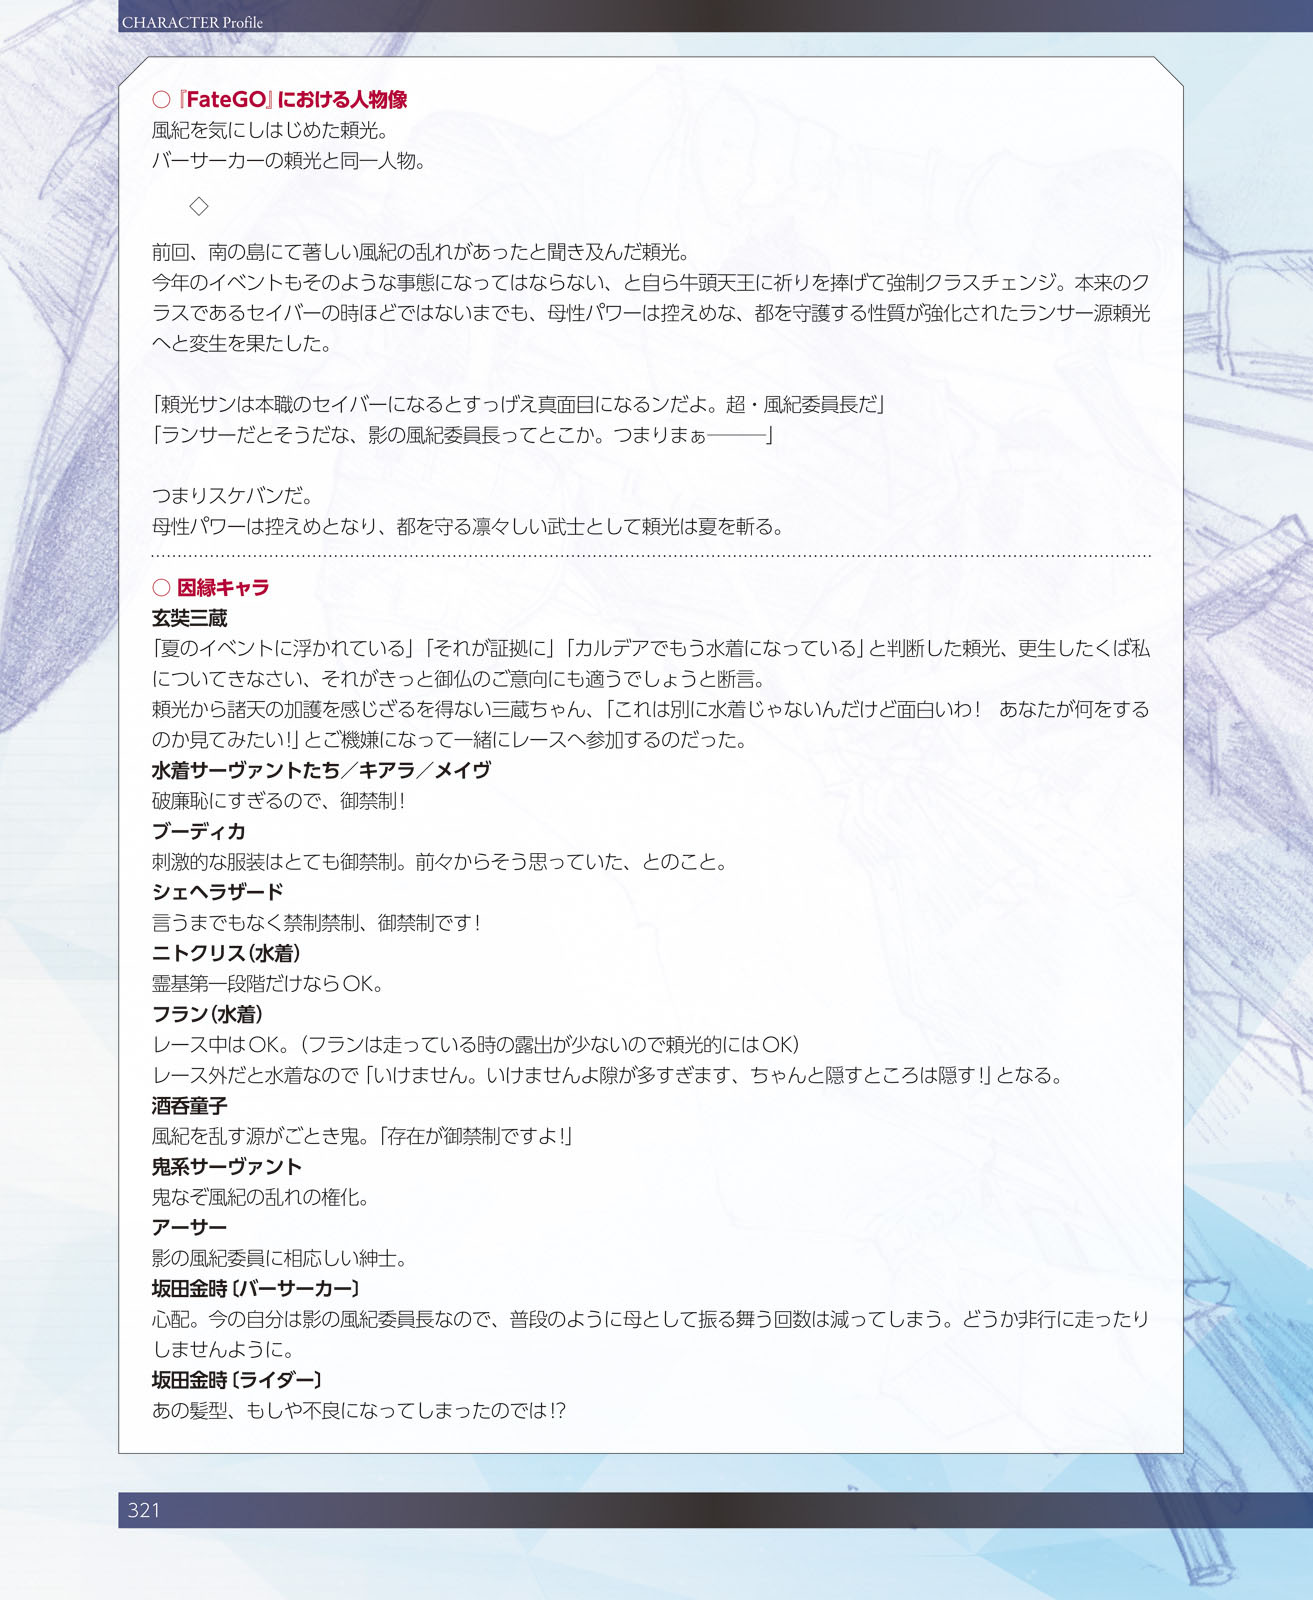 CHARACTER Profile
○『FateGO』における人物像
風紀を気にしはじめた頼光。
バーサーカーの頼光と同一人物。
◇
前回、南の島にて著しい風紀の乱れがあったと聞き及んだ頼光。
今年のイベントもそのような事態になってはならない、と自ら牛頭天王に祈りを捧げて強制クラスチェンジ。本来のク
ラスであるセイバーの時ほどではないまでも、母性パワーは控えめな、都を守護する性質が強化されたランサー源頼光
へと変生を果たした。
「頼光サンは本職のセイバーになるとすっげえ真面目になるンだよ。超・風紀委員長だ」
「ランサーだとそうだな、影の風紀委員長ってとこか。つまりまぁ―――」
つまりスケバンだ。
母性パワーは控えめとなり、都を守る凛々しい武士として頼光は夏を斬る。
○ 因縁キャラ
玄奘三蔵
「夏のイベントに浮かれている」「それが証拠に」「カルデアでもう水着になっている」と判断した頼光、更生したくば私
についてきなさい、それがきっと御仏のご意向にも適うでしょうと断言。
頼光から諸天の加護を感じざるを得ない三蔵ちゃん、「これは別に水着じゃないんだけど面白いわ！ あなたが何をする
のか見てみたい！」とご機嫌になって一緒にレースへ参加するのだった。
水着サーヴァントたち／キアラ／メイヴ
破廉恥にすぎるので、御禁制！
ブーディカ
刺激的な服装はとても御禁制。前々からそう思っていた、とのこと。
シェヘラザード
言うまでもなく禁制禁制、御禁制です！
ニトクリス（水着）
霊基第一段階だけならOK。
フラン（水着）
レース中はOK。（フランは走っている時の露出が少ないので頼光的にはOK）
レース外だと水着なので「いけません。いけませんよ隙が多すぎます、ちゃんと隠すところは隠す！」となる。
酒呑童子
風紀を乱す源がごとき鬼。「存在が御禁制ですよ！」
鬼系サーヴァント
鬼なぞ風紀の乱れの権化。
アーサー
影の風紀委員に相応しい紳士。
坂田金時〔バーサーカー〕
心配。今の自分は影の風紀委員長なので、普段のように母として振る舞う回数は減ってしまう。どうか非行に走ったり
しませんように。
坂田金時〔ライダー〕
あの髪型、もしや不良になってしまったのでは!?
321